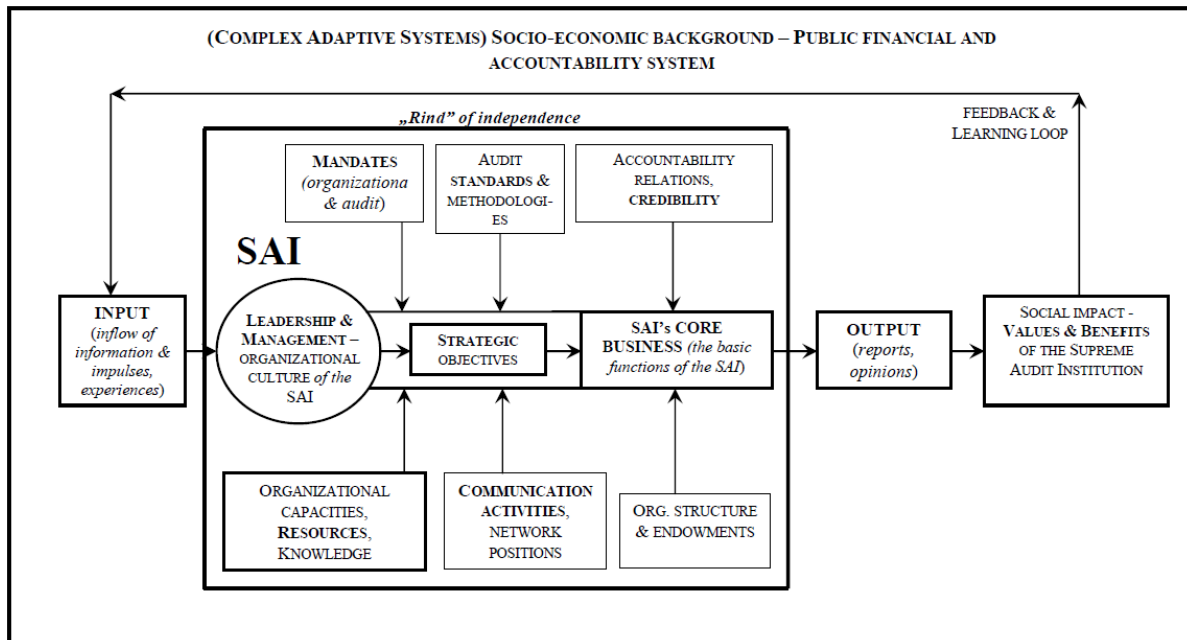 (COMPLEX ADAPTIVE SYSTEMS) SOCIO-ECONOMIC BACKGROUND – PUBLIC FINANCIAL AND
ACCOUNTABILITY SYSTEM
„Rind” of independence
FEEDBACK &
LEARNING LOOP
MANDATES
(organizationa
& audit)
AUDIT
STANDARDS &
METHODOLOGI-
ES
ACCOUNTABILITY
RELATIONS,
CREDIBILITY
SAI
INPUT
(inflow of
information &
impulses,
experiences)
LEADERSHIP &
MANAGEMENT –
ORGANIZATIONAL
CULTURE of the
SAI
STRATEGIC
OBJECTIVES
SAI’s CORE
BUSINESS (the basic
functions of the SAI)
OUTPUT
(reports,
opinions)
SOCIAL IMPACT -
VALUES & BENEFITS
OF THE SUPREME
AUDIT INSTITUTION
ORGANIZATIONAL
CAPACITIES,
RESOURCES,
KNOWLEDGE
COMMUNICATION
ACTIVITIES,
NETWORK
POSITIONS
ORG. STRUCTURE
& ENDOWMENTS